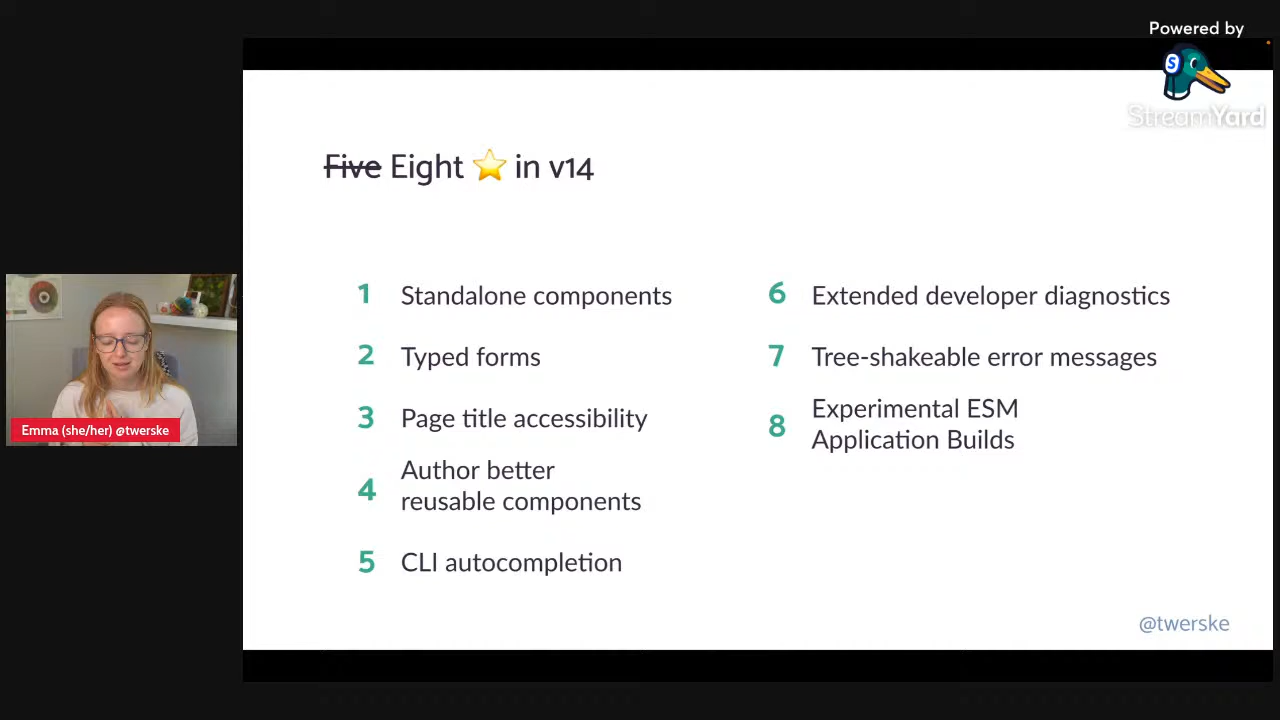 Powered by
StreamYard
Five Eight ⭐ in v14
1 Standalone components
2 Typed forms
3 Page title accessibility
4 Author better
reusable components
5 CLI autocompletion
6 Extended developer diagnostics
7 Tree-shakeable error messages
8 Experimental ESM
Application Builds
@twerske
Emma (she/her) @twerske